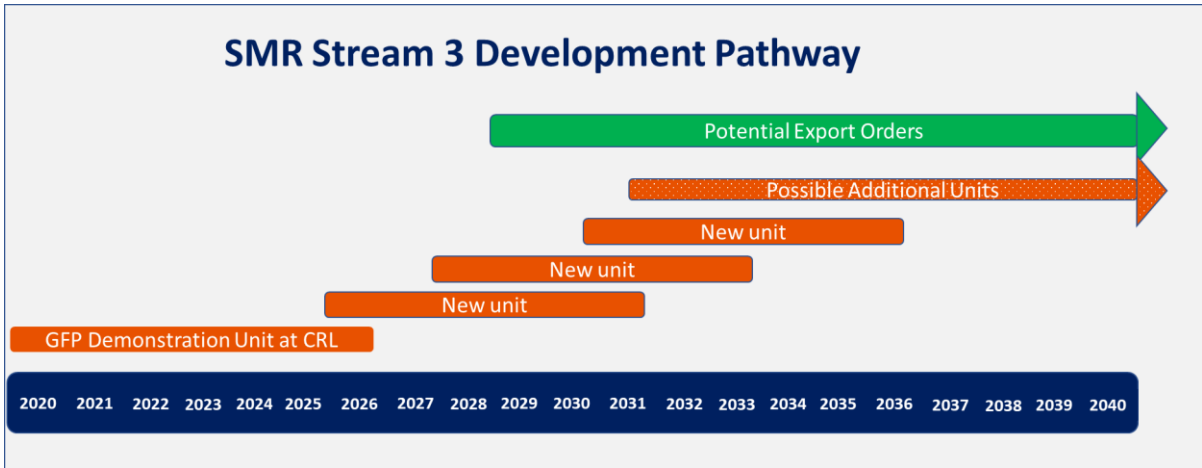 SMR Stream 3 Development Pathway
Potential Export Orders
Possible Additional Units
New unit
New unit
New unit
GFP Demonstration Unit at CRL
2020 2021 2022 2023 2024 2025 2026 2027 2028 2029 2030 2031 2032 2033 2034 2035 2036 2037 2038 2039 2040